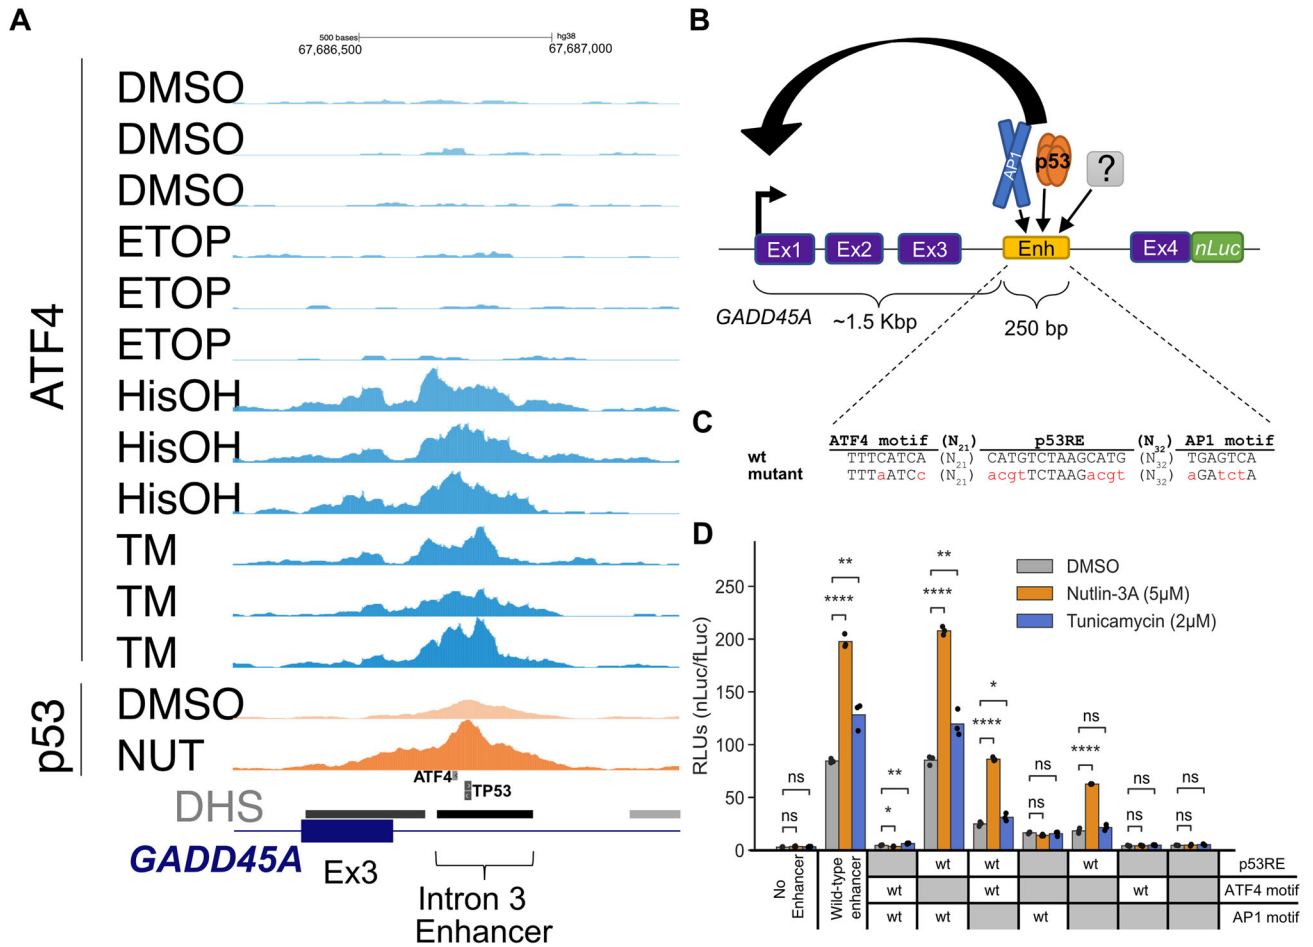 A
500 bases
hg38
67,686,500
67,687,000
ATF4
DMSO
DMSO
DMSO
ETOP
ETOP
ETOP
HisOH
HisOH
HisOH
TM
TM
TM
p53
DMSO
NUT
ATF4
TP53
DHS
GADD45A
Ex3
Intron 3
Enhancer
B
AP1
p53
?
Ex1
Ex2
Ex3
Enh
Ex4
nLuc
GADD45A
~1.5 Kbp
250 bp
C
ATF4 motif (N21) p53RE (N32) AP1 motif
wt TTTCATCA (N21) CATGTCTAAGCATG (N32) TGAGTCA
mutant TTTaATCc (N21) acgtTCTAAGacgt (N32) aGAtctA
D
RLUs (nLuc/fLuc)
250
200
150
100
50
0
DMSO
Nutlin-3A (5μM)
Tunicamycin (2μM)
ns
ns
**
****
**
*
**
****
*
****
ns
ns
ns
****
ns
ns
ns
ns
No
Enhancer
Wild-type
enhancer
wt wt wt p53RE
wt wt wt ATF4 motif
wt wt wt AP1 motif